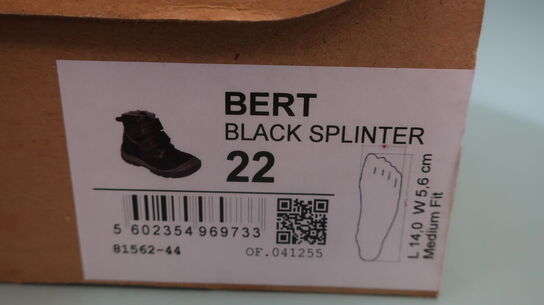 BERT
BLACK SPLINTER
22
5 602354 969733
81562-44
OF.041255
L 14,0 W 5,6 cm
Medium Fit